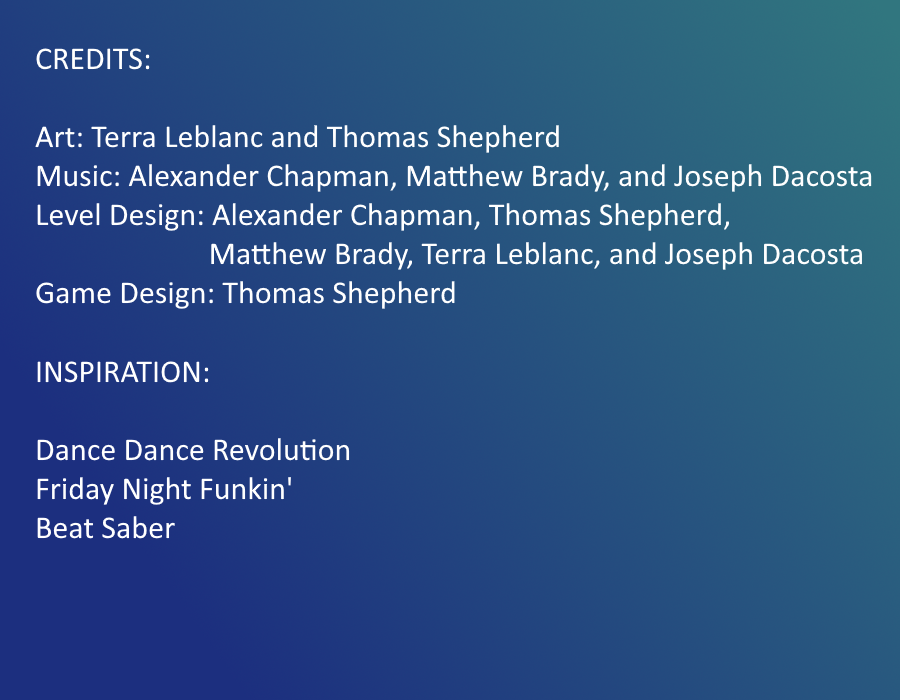 CREDITS:
Art: Terra Leblanc and Thomas Shepherd
Music: Alexander Chapman, Matthew Brady, and Joseph Dacosta
Level Design: Alexander Chapman, Thomas Shepherd,
Matthew Brady, Terra Leblanc, and Joseph Dacosta
Game Design: Thomas Shepherd
INSPIRATION:
Dance Dance Revolution
Friday Night Funkin'
Beat Saber